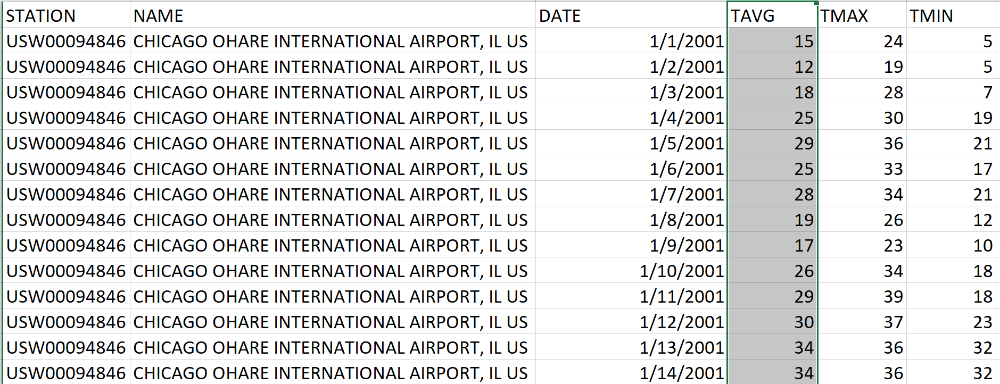 STATION NAME DATE TAVG TMAX TMIN
USW00094846 CHICAGO OHARE INTERNATIONAL AIRPORT, IL US 1/1/2001 15 24 5
USW00094846 CHICAGO OHARE INTERNATIONAL AIRPORT, IL US 1/2/2001 12 19 5
USW00094846 CHICAGO OHARE INTERNATIONAL AIRPORT, IL US 1/3/2001 18 28 7
USW00094846 CHICAGO OHARE INTERNATIONAL AIRPORT, IL US 1/4/2001 25 30 19
USW00094846 CHICAGO OHARE INTERNATIONAL AIRPORT, IL US 1/5/2001 29 36 21
USW00094846 CHICAGO OHARE INTERNATIONAL AIRPORT, IL US 1/6/2001 25 33 17
USW00094846 CHICAGO OHARE INTERNATIONAL AIRPORT, IL US 1/7/2001 28 34 21
USW00094846 CHICAGO OHARE INTERNATIONAL AIRPORT, IL US 1/8/2001 19 26 12
USW00094846 CHICAGO OHARE INTERNATIONAL AIRPORT, IL US 1/9/2001 17 23 10
USW00094846 CHICAGO OHARE INTERNATIONAL AIRPORT, IL US 1/10/2001 26 34 18
USW00094846 CHICAGO OHARE INTERNATIONAL AIRPORT, IL US 1/11/2001 29 39 18
USW00094846 CHICAGO OHARE INTERNATIONAL AIRPORT, IL US 1/12/2001 30 37 23
USW00094846 CHICAGO OHARE INTERNATIONAL AIRPORT, IL US 1/13/2001 34 36 32
USW00094846 CHICAGO OHARE INTERNATIONAL AIRPORT, IL US 1/14/2001 34 36 32